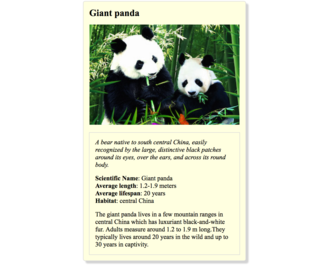 Giant panda
A bear native to south central China, easily
recognized by the large, distinctive black patches
around its eyes, over the ears, and across its round
body.
Scientific Name: Giant panda
Average length: 1.2-1.9 meters
Average lifespan: 20 years
Habitat: central China
The giant panda lives in a few mountain ranges in
central China which has luxuriant black-and-white
fur. Adults measure around 1.2 to 1.9 m long.They
typically lives around 20 years in the wild and up to
30 years in captivity.